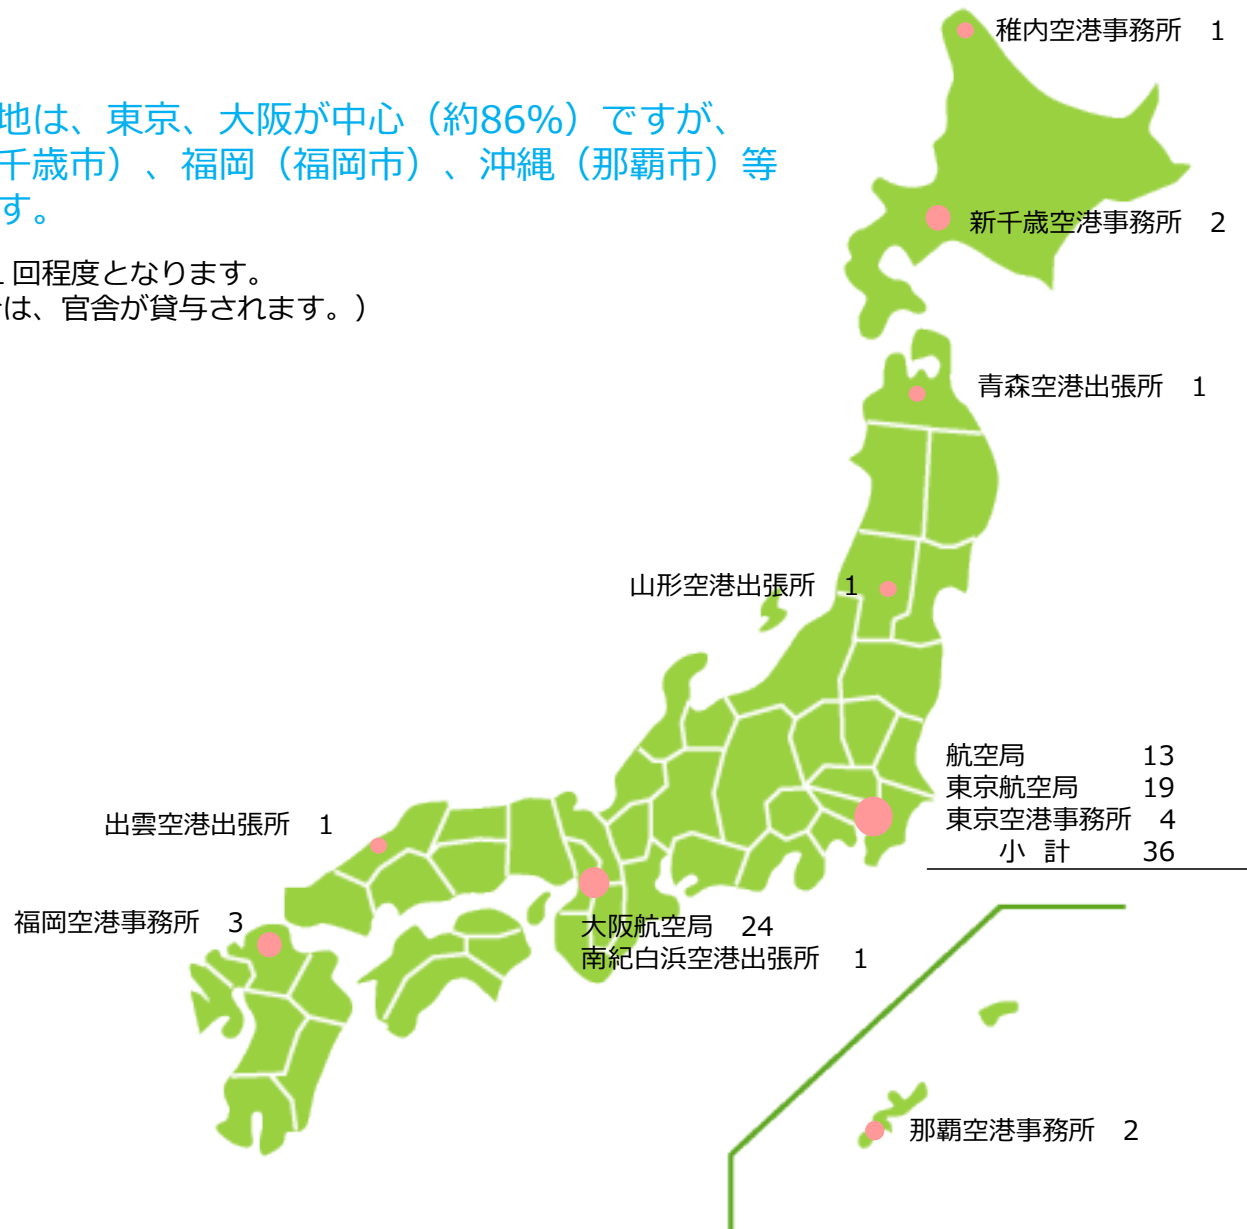 稚内空港事務所 1
地は、東京、大阪が中心（約86%）ですが、
千歳市）、福岡（福岡市）、沖縄（那覇市）等
す。
新千歳空港事務所 2
回程度となります。
は、官舎が貸与されます。）
青森空港出張所 1
山形空港出張所 1
航空局 13
東京航空局 19
東京空港事務所 4
小 計 36
出雲空港出張所 1
福岡空港事務所 3
大阪航空局 24
南紀白浜空港出張所 1
那覇空港事務所 2